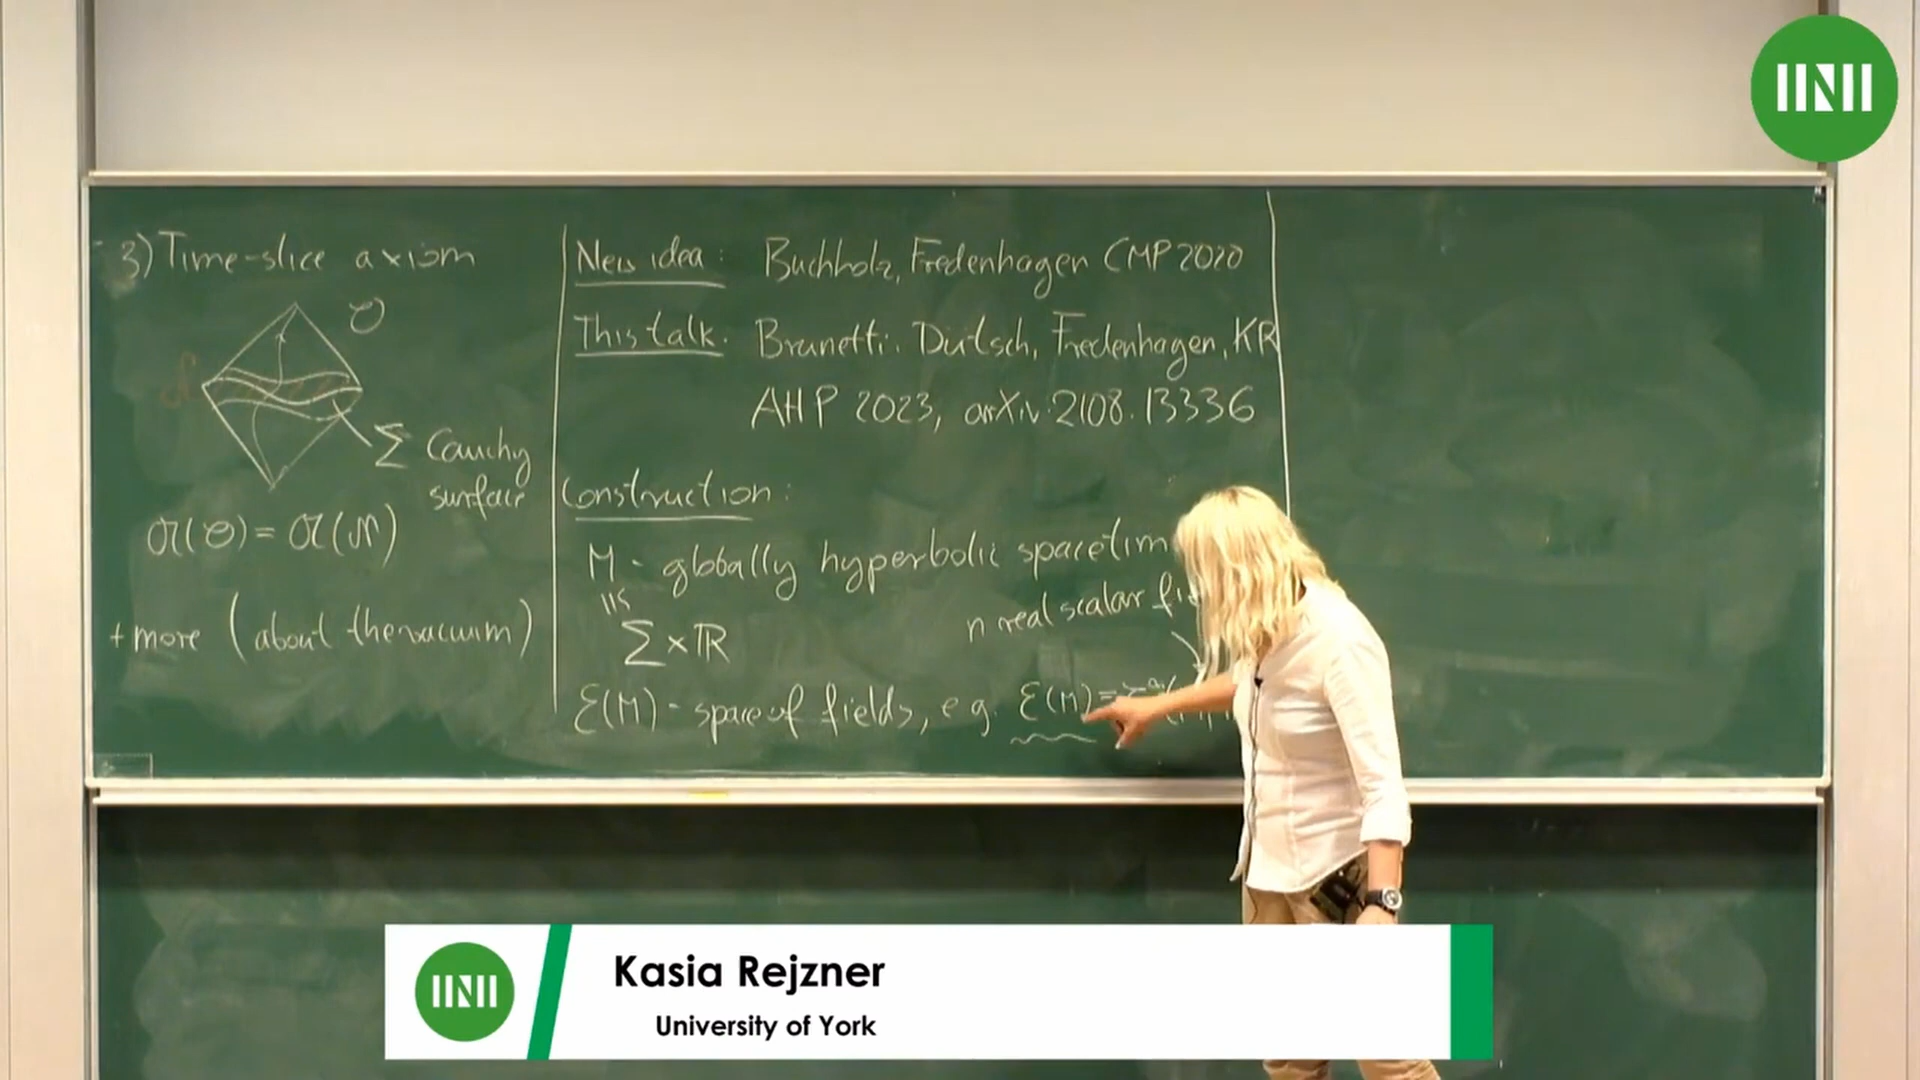 3) Time-slice axiom
O
Σ Cauchy
surface
𝔄(O) = 𝔄(N)
+ more (about the vacuum)
New idea: Buchholz, Fredenhagen CMP 2020
This talk. Brunetti, Dütsch, Fredenhagen, KR
AHP 2023, arXiv:2108.13336
Construction:
M - globally hyperbolic spacetim
n real scalar fi
Σ × ℝ
ℰ(M) - space of fields, e.g. ℰ(M) =
Kasia Rejzner
University of York